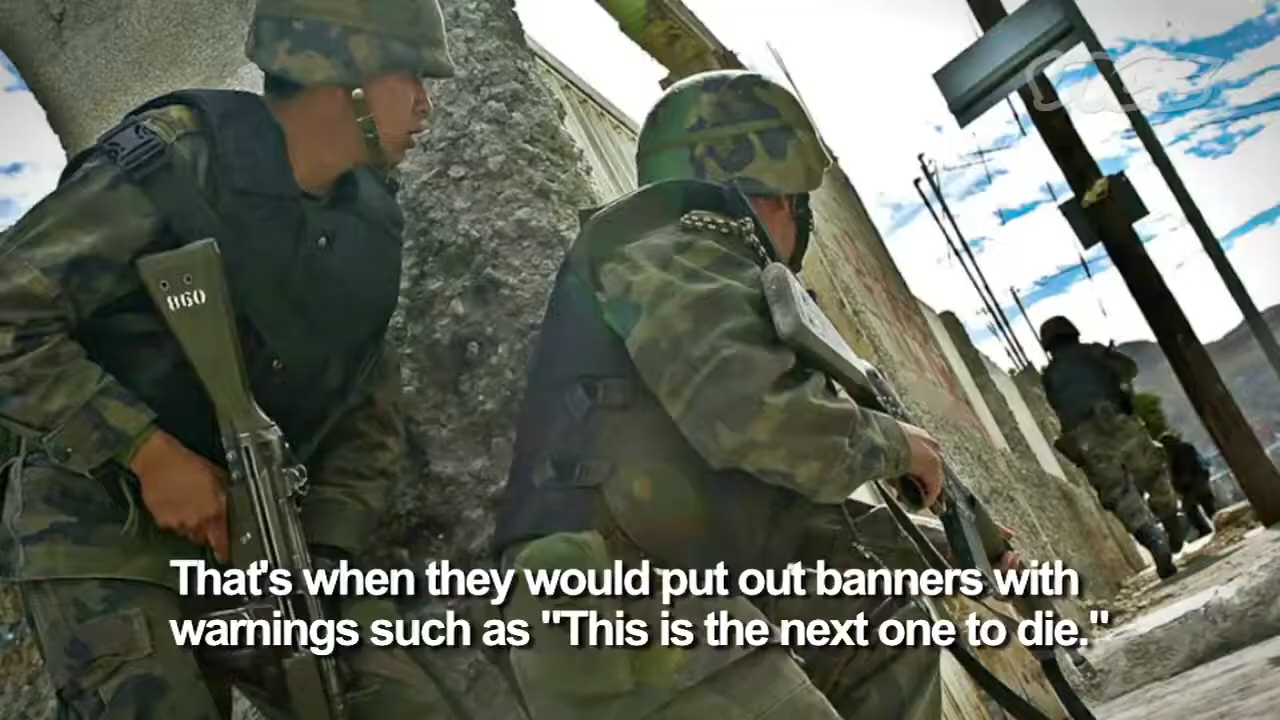 860
That's when they would put out banners with
warnings such as "This is the next one to die."